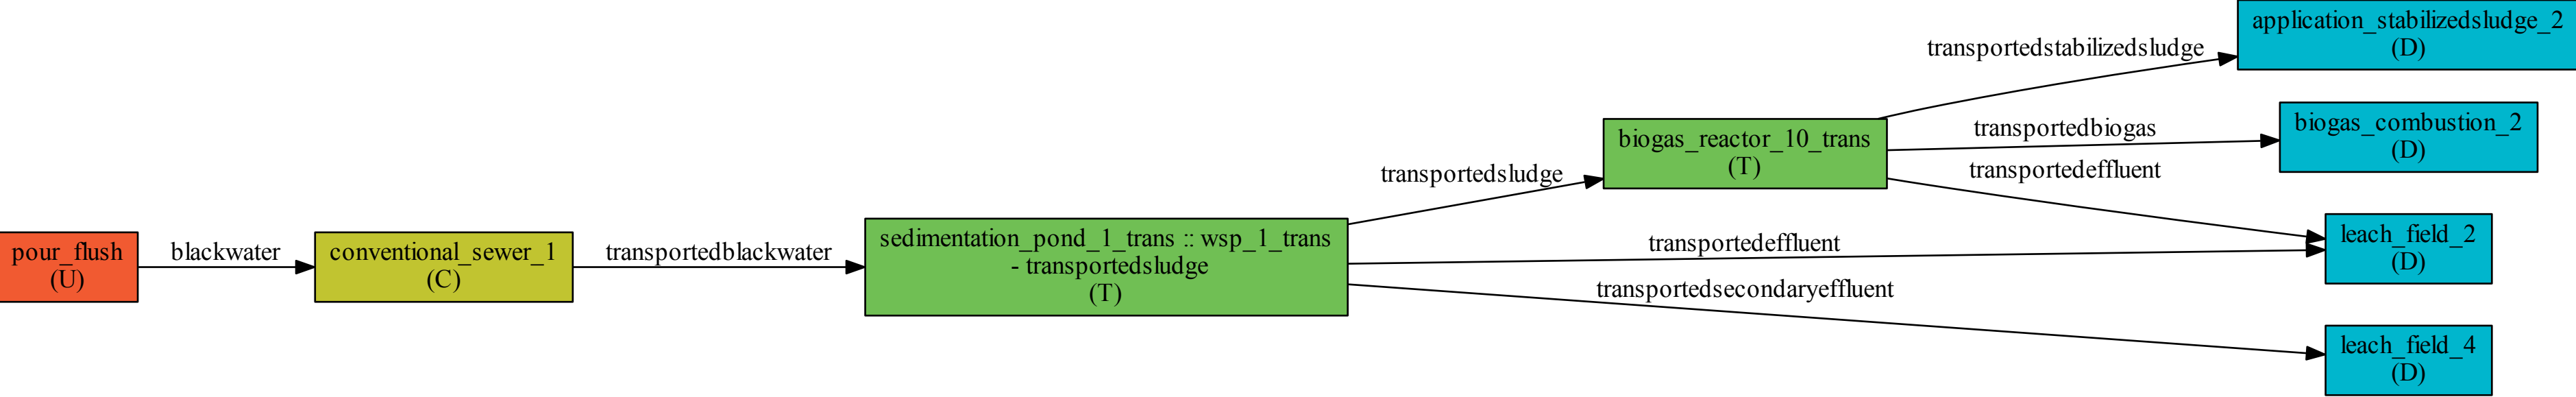 pour_flush
(U)
blackwater
conventional_sewer_1
(C)
transportedblackwater
sedimentation_pond_1_trans :: wsp_1_trans
- transportedsludge
(T)
transportedsludge
transportedeffluent
transportedsecondaryeffluent
biogas_reactor_10_trans
(T)
transportedstabilizedsludge
transportedbiogas
transportedeffluent
application_stabilizedsludge_2
(D)
biogas_combustion_2
(D)
leach_field_2
(D)
leach_field_4
(D)